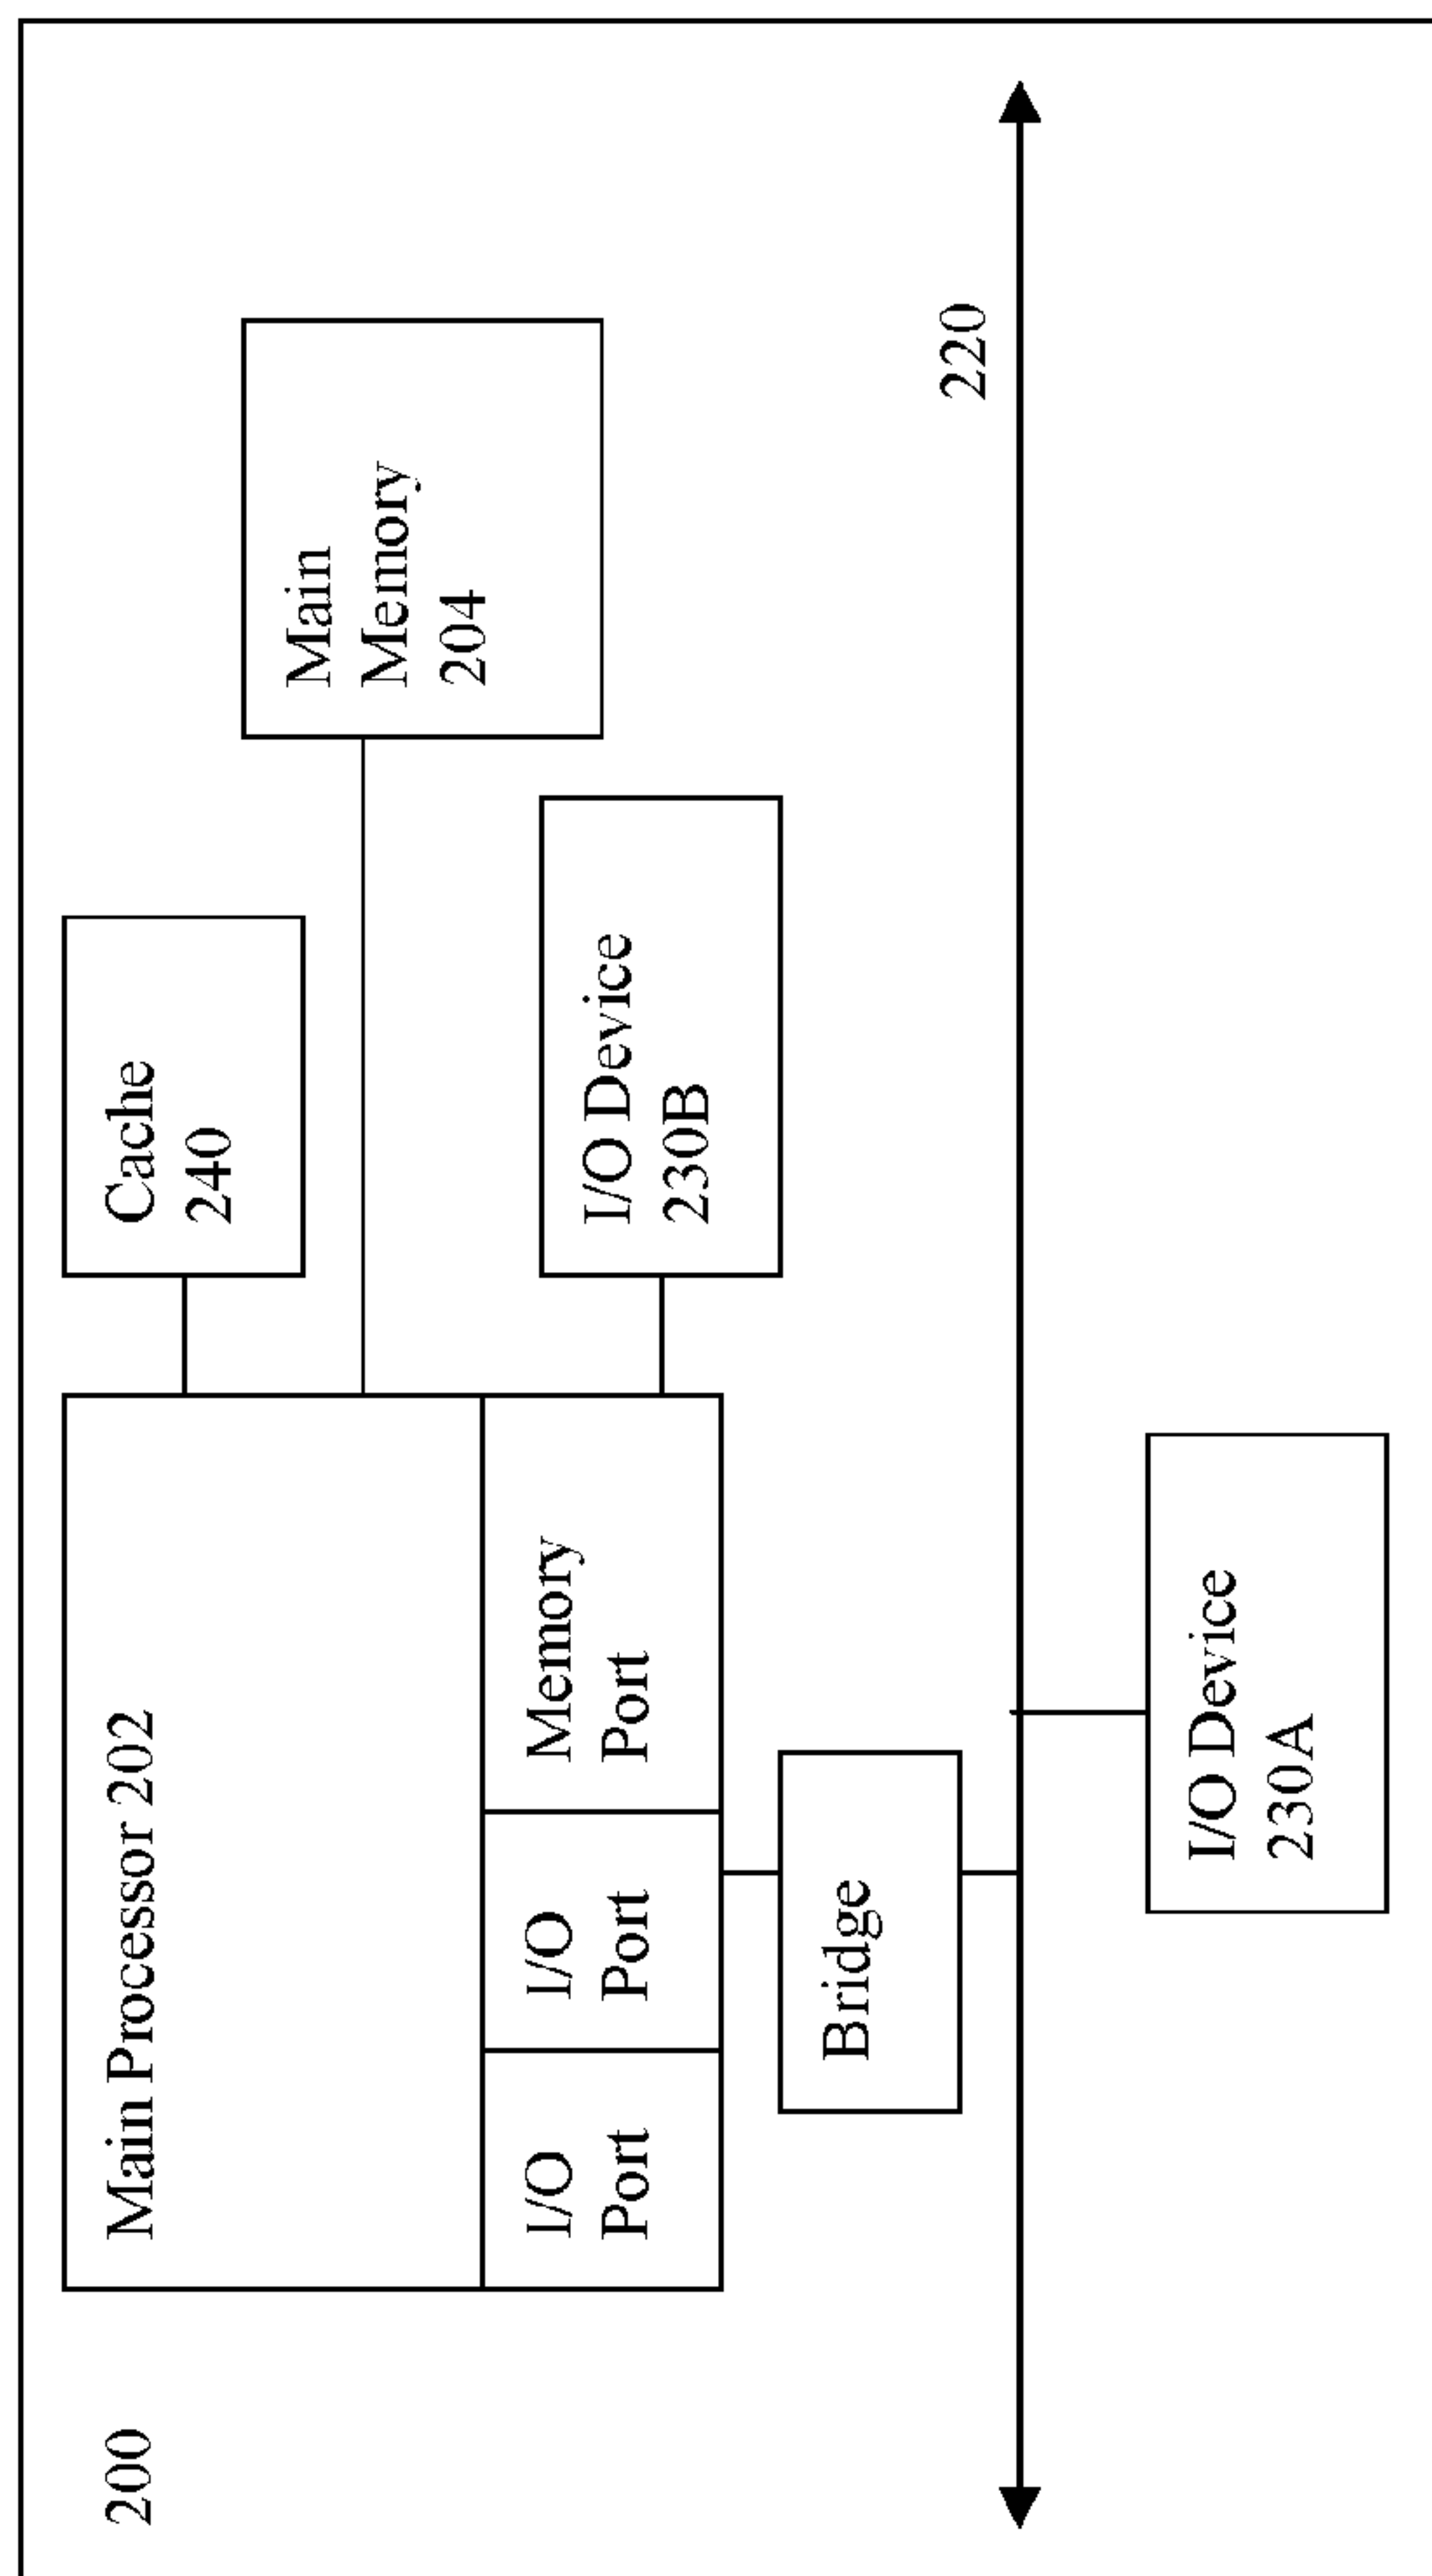 200
Main Processor 202
Cache
240
Main
Memory
204
I/O
Port
I/O
Port
Memory
Port
I/O Device
230B
Bridge
220
I/O Device
230A